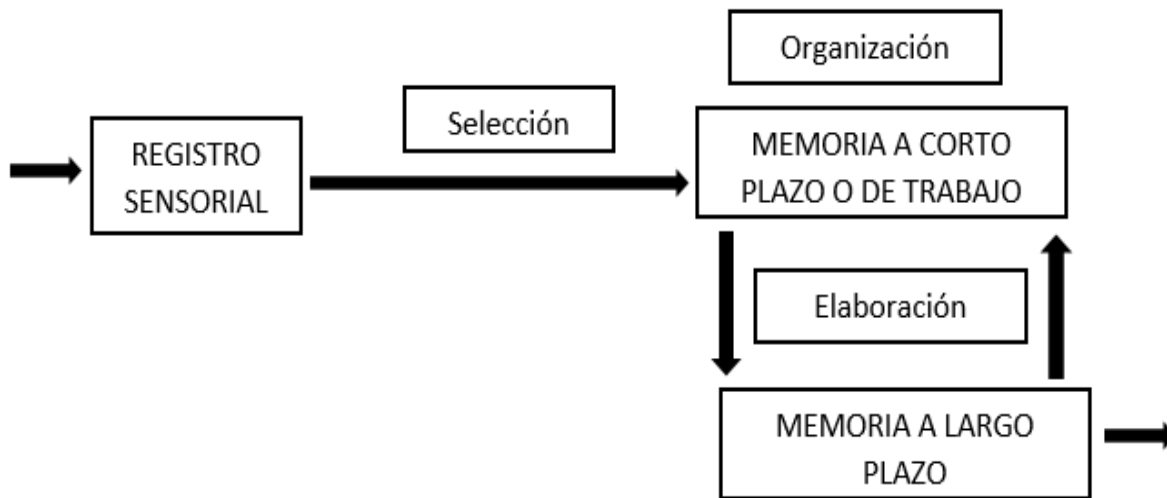 Organización
Selección
REGISTRO
SENSORIAL
MEMORIA A CORTO
PLAZO O DE TRABAJO
Elaboración
MEMORIA A LARGO
PLAZO